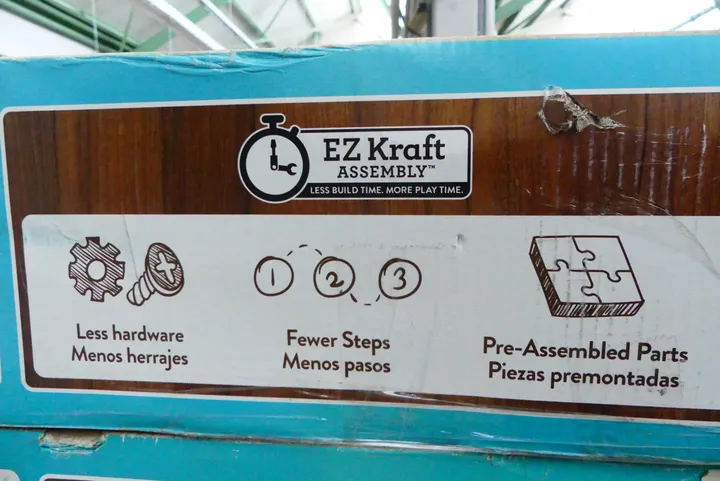 EZ Kraft
ASSEMBLY™
LESS BUILD TIME. MORE PLAY TIME.
1 2 3
Less hardware
Menos herrajes
Fewer Steps
Menos pasos
Pre-Assembled Parts
Piezas premontadas